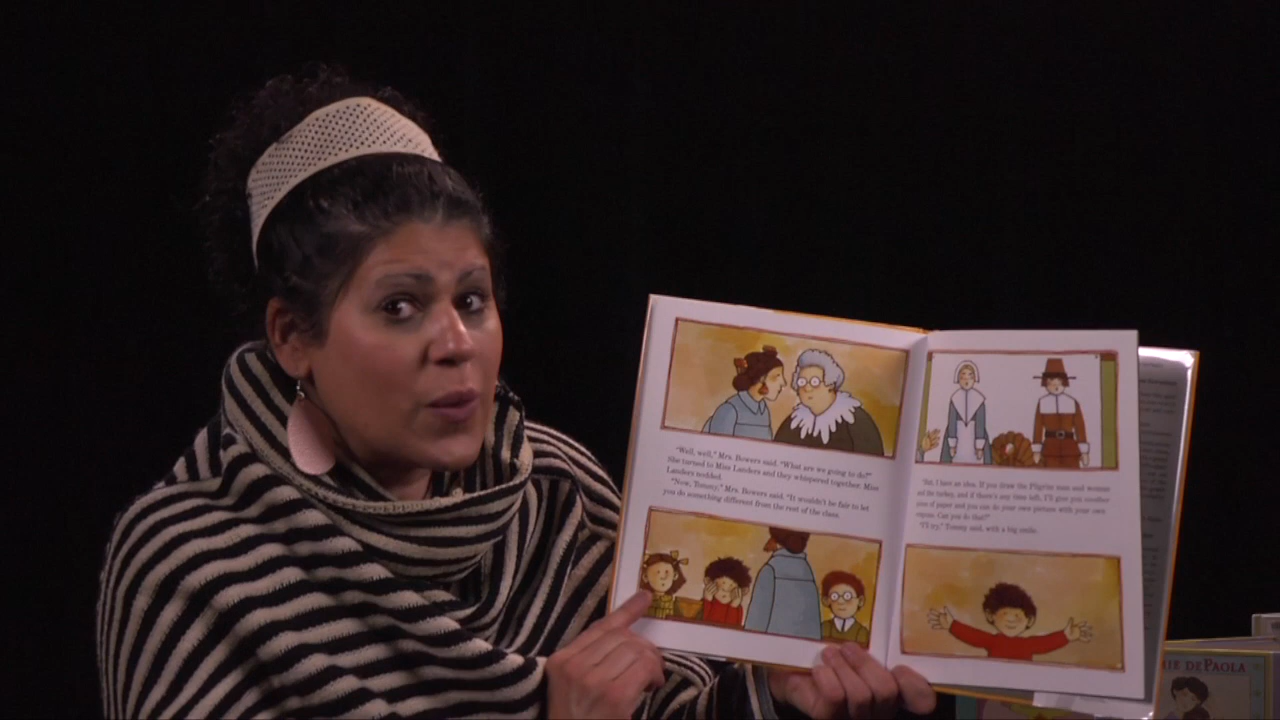 "Well, well," Mrs. Bowers said. "What are we going to do?"
She turned to Miss Landers and they whispered together. Miss
Landers nodded.
"Now, Tommy," Mrs. Bowers said. "It wouldn't be fair to let
you do something different from the rest of the class.
"But, I have an idea. If you draw the Pilgrim man and woman
and the turkey, and if there's any time left, I'll give you another
piece of paper and you can do your own picture with your own
crayons. Can you do that?"
"I'll try," Tommy said, with a big smile.
MIE DEPAOLA